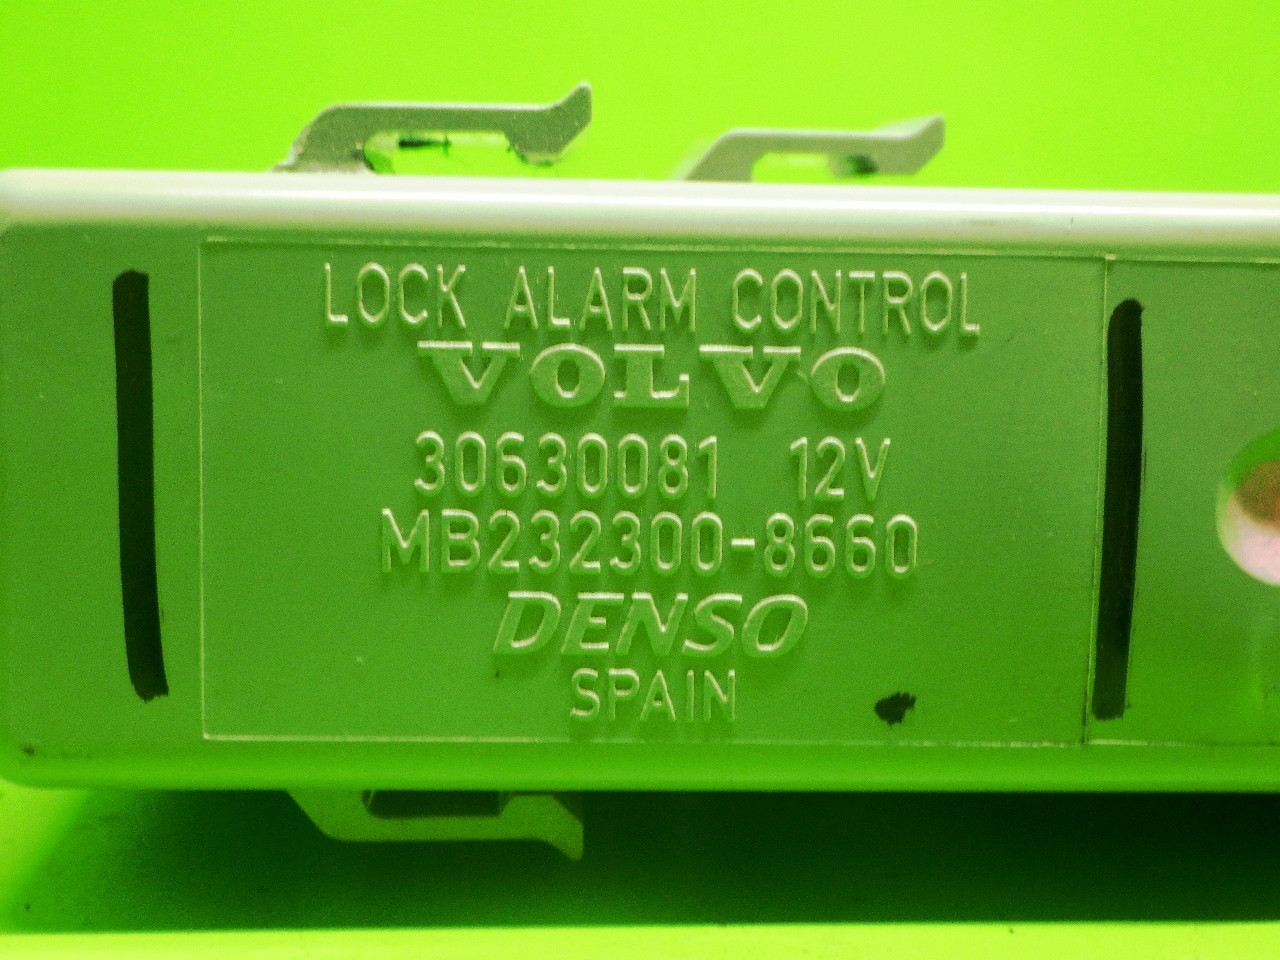 LOCK ALARM CONTROL
VOLVO
30630081 12V
MB232300-8660
DENSO
SPAIN